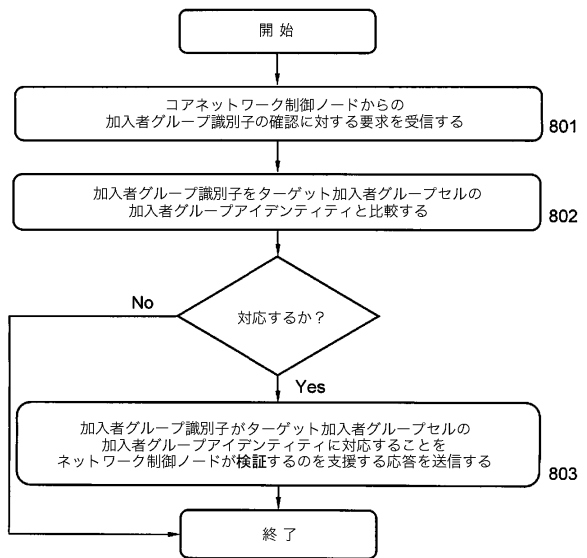 開始
コアネットワーク制御ノードからの
加入者グループ識別子の確認に対する要求を受信する
801
加入者グループ識別子をターゲット加入者グループセルの
加入者グループアイデンティティと比較する
802
対応するか？
No
Yes
加入者グループ識別子がターゲット加入者グループセルの
加入者グループアイデンティティに対応することを
ネットワーク制御ノードが検証するのを支援する応答を送信する
803
終了